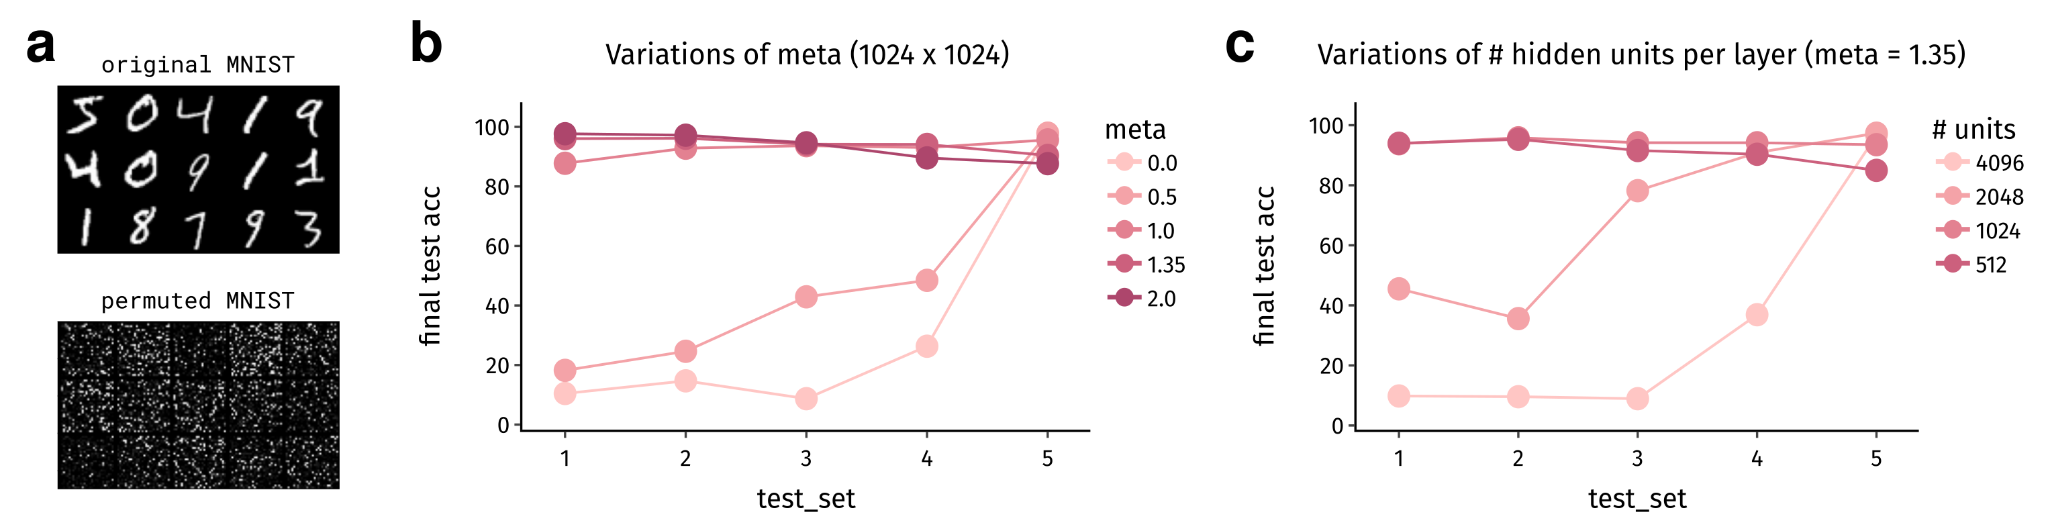 a
original MNIST
5 0 4 1 9
4 0 9 1 1
1 8 7 9 3
permuted MNIST
b
Variations of meta (1024 x 1024)
final test acc
100
80
60
40
20
0
1 2 3 4 5
test_set
meta
0.0
0.5
1.0
1.35
2.0
c
Variations of # hidden units per layer (meta = 1.35)
final test acc
100
80
60
40
20
0
1 2 3 4 5
test_set
# units
4096
2048
1024
512